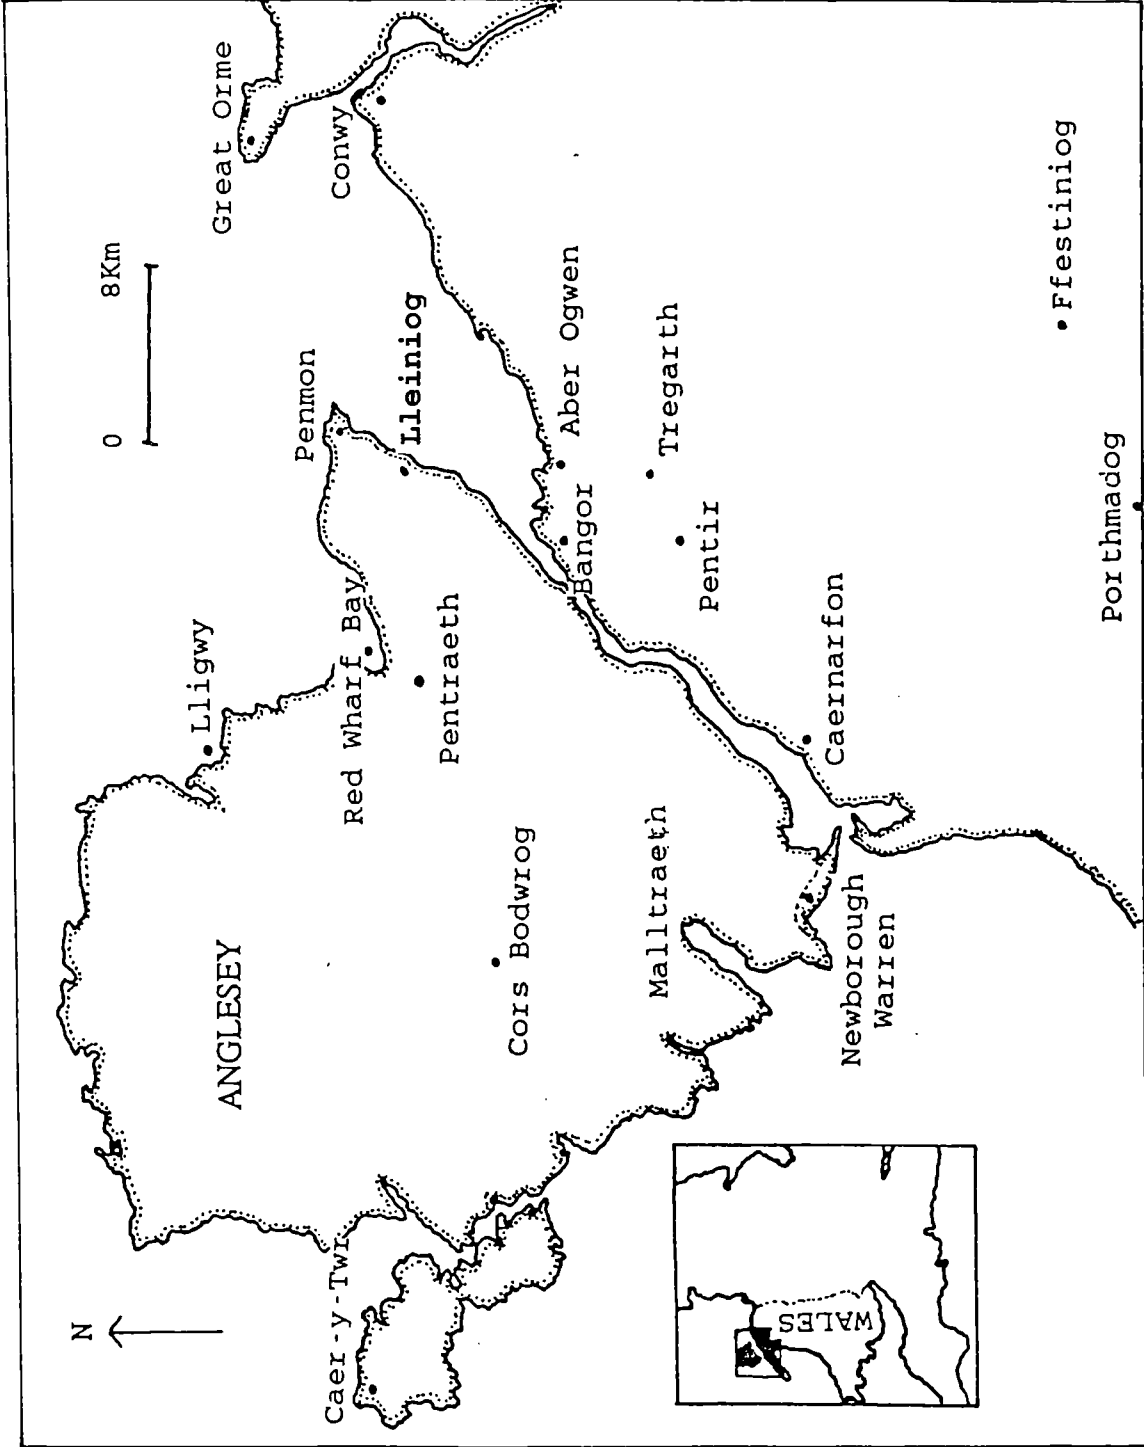 N
0
8Km
Great Orme
Conwy
Penmon
Lleiniog
Lligwy
Red Wharf Bay
Pentraeth
Aber Ogwen
Bangor
Tregarth
Pentir
ANGLESEY
Caer-y-Twr
Cors Bodwrog
Malltraeth
Caernarfon
Newborough
Warren
Ffestiniog
Porthmadog
WALES